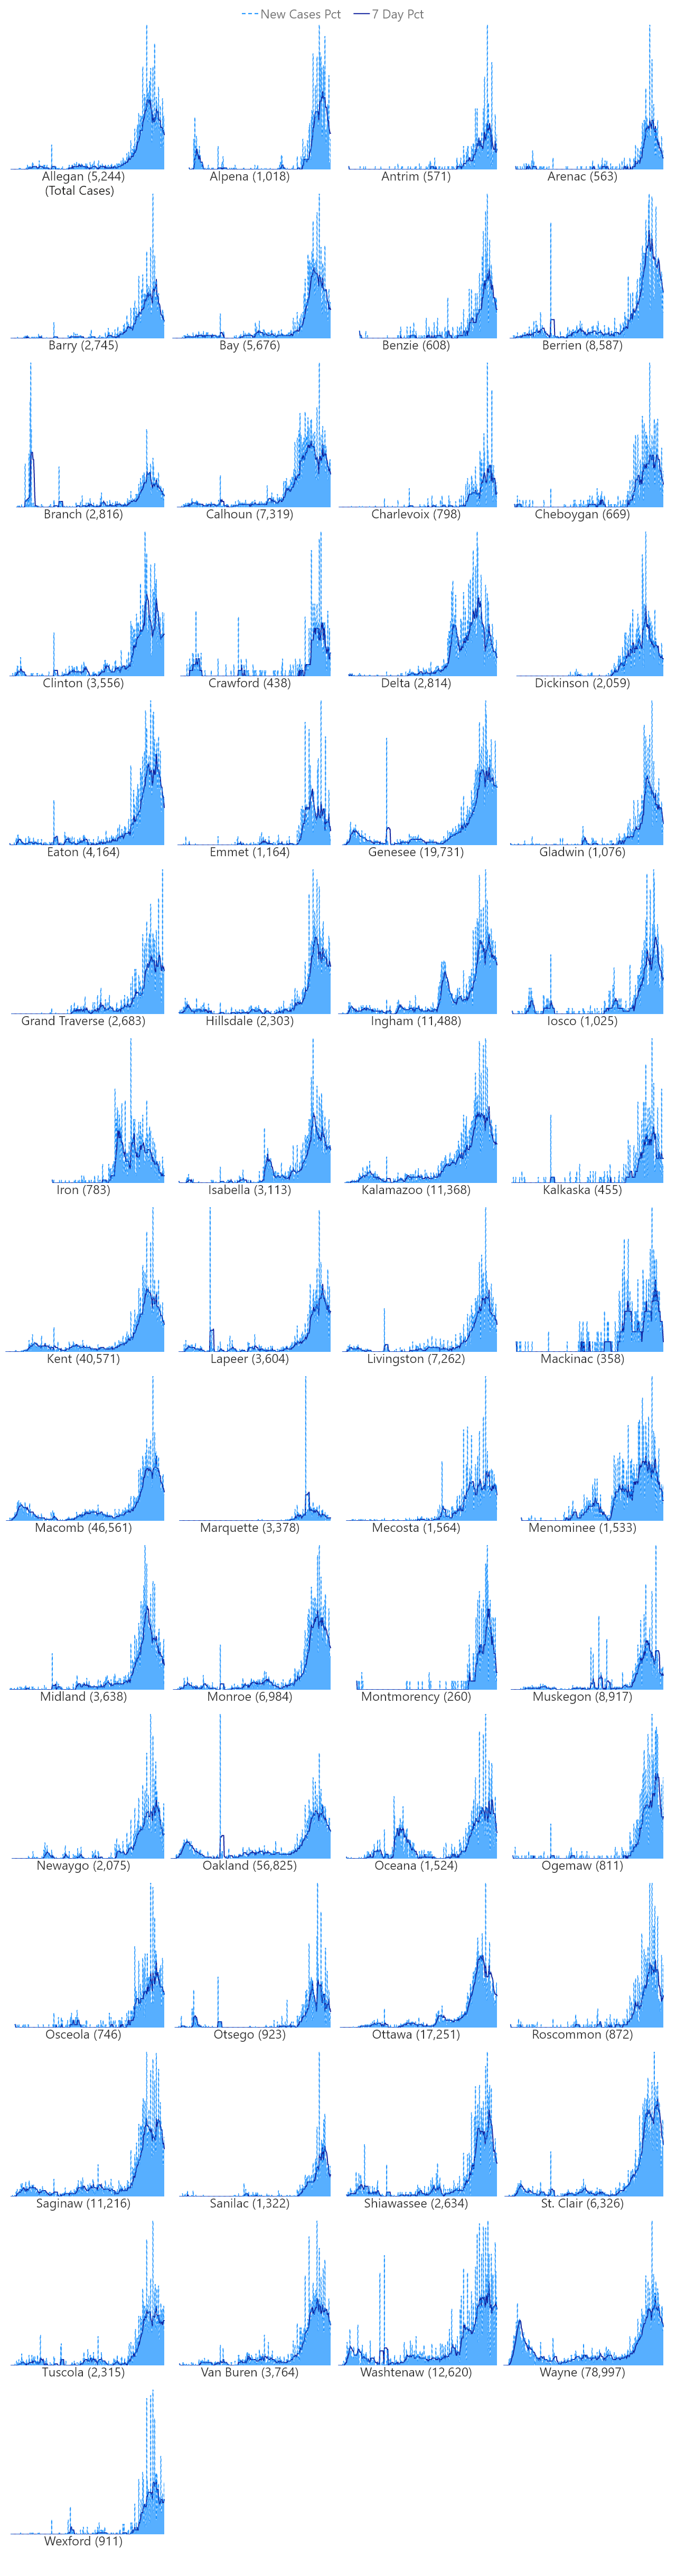 New Cases Pct 7 Day Pct
Allegan (5,244) Alpena (1,018) Antrim (571) Arenac (563)
(Total Cases)
Barry (2,745) Bay (5,676) Benzie (608) Berrien (8,587)
Branch (2,816) Calhoun (7,319) Charlevoix (798) Cheboygan (669)
Clinton (3,556) Crawford (438) Delta (2,814) Dickinson (2,059)
Eaton (4,164) Emmet (1,164) Genesee (19,731) Gladwin (1,076)
Grand Traverse (2,683) Hillsdale (2,303) Ingham (11,488) Iosco (1,025)
Iron (783) Isabella (3,113) Kalamazoo (11,368) Kalkaska (455)
Kent (40,571) Lapeer (3,604) Livingston (7,262) Mackinac (358)
Macomb (46,561) Marquette (3,378) Mecosta (1,564) Menominee (1,533)
Midland (3,638) Monroe (6,984) Montmorency (260) Muskegon (8,917)
Newaygo (2,075) Oakland (56,825) Oceana (1,524) Ogemaw (811)
Osceola (746) Otsego (923) Ottawa (17,251) Roscommon (872)
Saginaw (11,216) Sanilac (1,322) Shiawassee (2,634) St. Clair (6,326)
Tuscola (2,315) Van Buren (3,764) Washtenaw (12,620) Wayne (78,997)
Wexford (911)